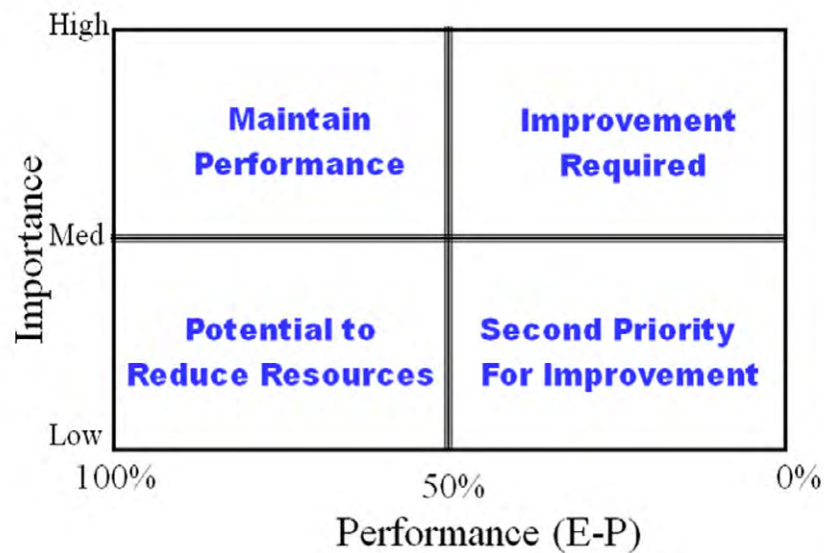 High
Maintain
Performance
Improvement
Required
Importance
Med
Potential to
Reduce Resources
Second Priority
For Improvement
Low
100%
50%
0%
Performance (E-P)